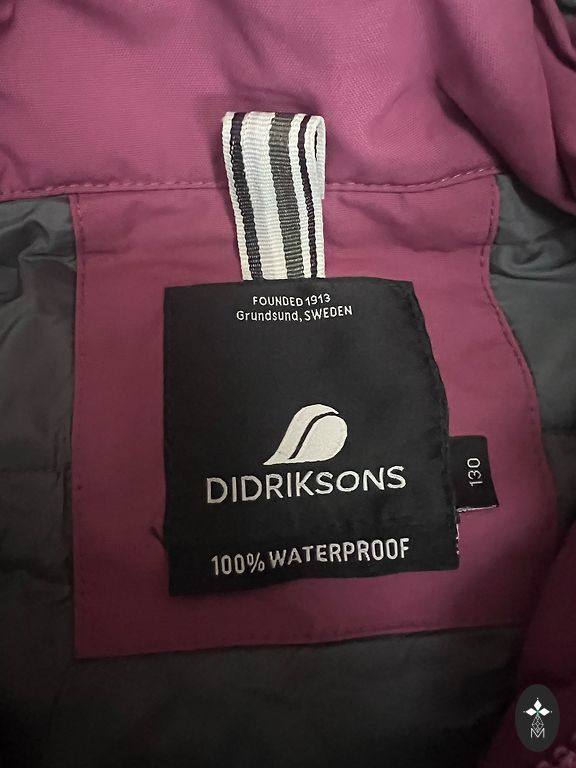 FOUNDED 1913
Grundsund, SWEDEN
DIDRIKSONS
130
100% WATERPROOF
M